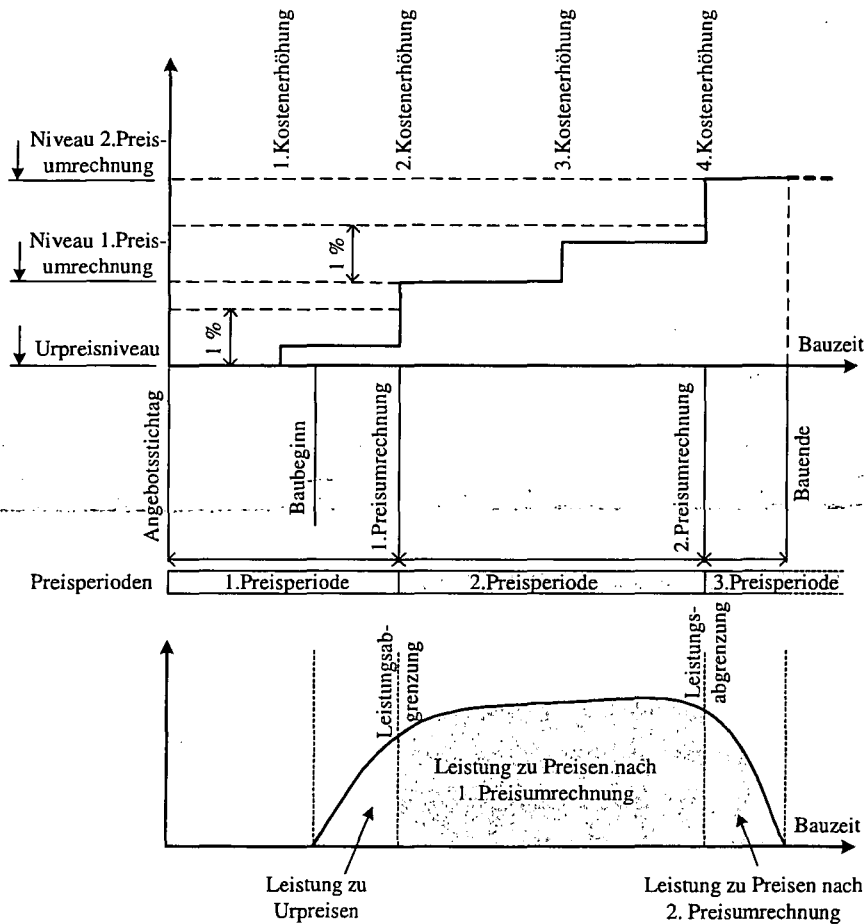 1.Kostenerhöhung
2.Kostenerhöhung
3.Kostenerhöhung
4.Kostenerhöhung
Niveau 2.Preis-
umrechnung
Niveau 1.Preis-
umrechnung
1 %
1 %
Urpreisniveau
Bauzeit
Angebotsstichtag
Baubeginn
1.Preisumrechnung
2.Preisumrechnung
Bauende
Preisperioden
1.Preisperiode
2.Preisperiode
3.Preisperiode
Leistungsab-
grenzung
Leistungs-
abgrenzung
Leistung zu Preisen nach
1. Preisumrechnung
Bauzeit
Leistung zu
Urpreisen
Leistung zu Preisen nach
2. Preisumrechnung